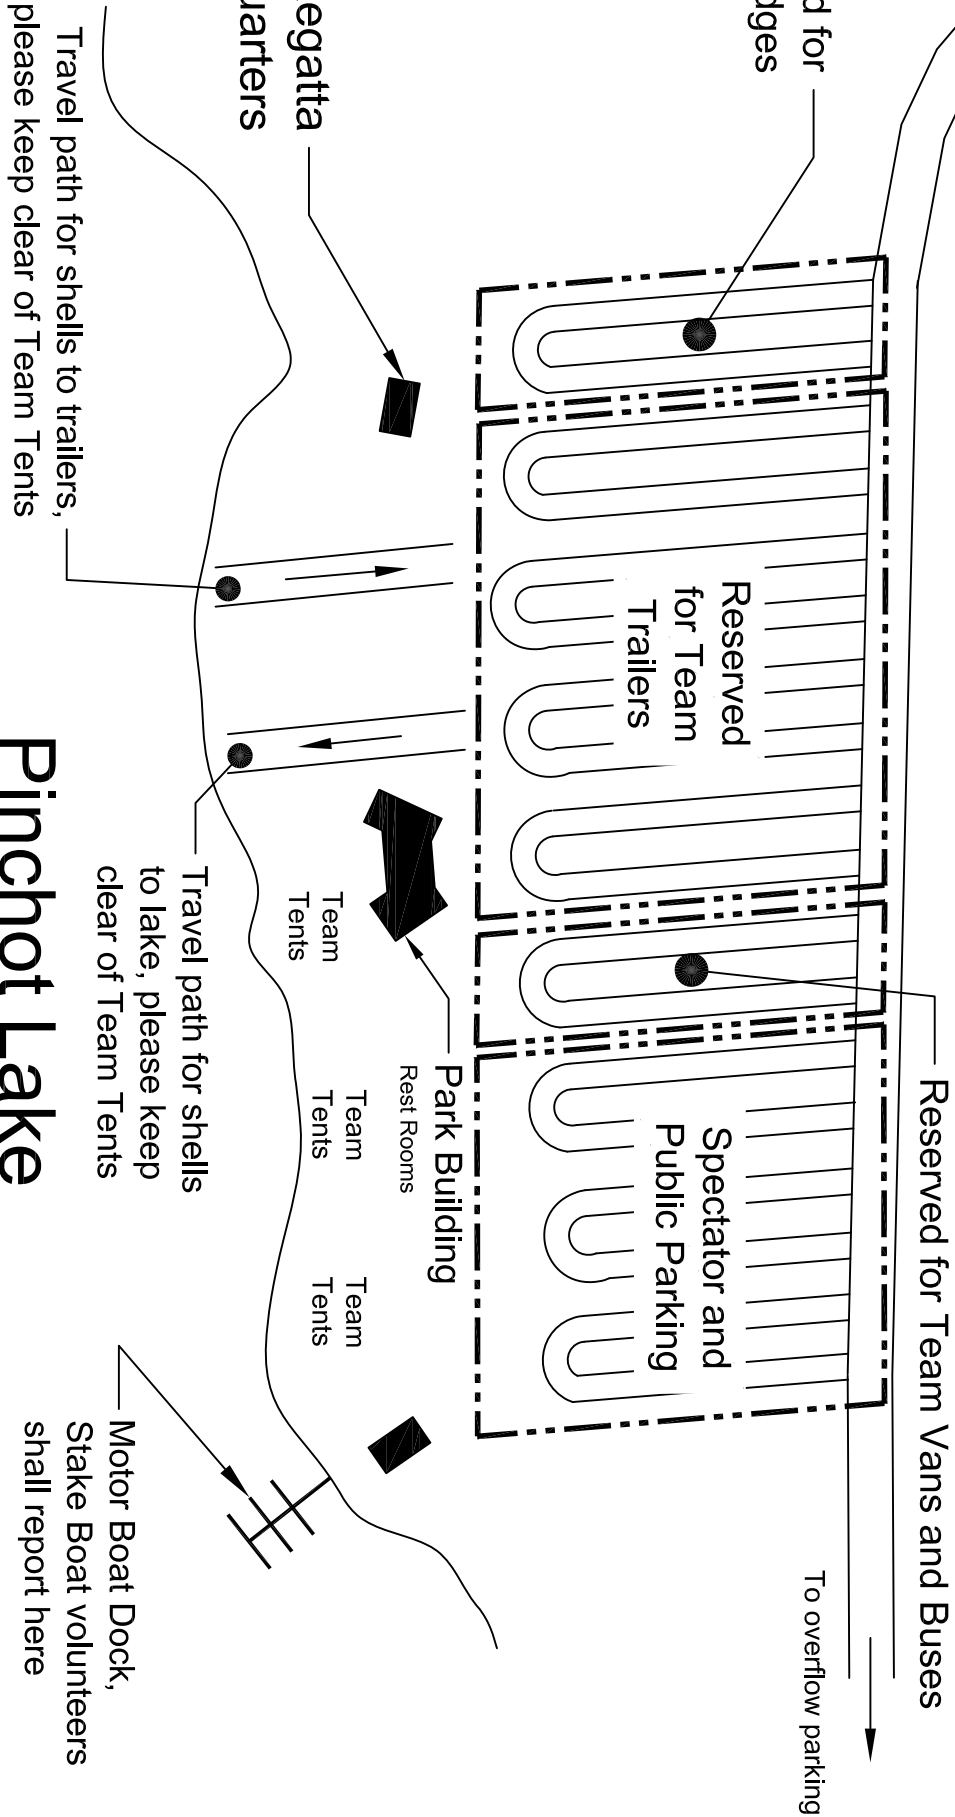 d for
dges
Reserved for Team Vans and Buses
To overflow parking
Reserved
for Team
Trailers
Spectator and
Public Parking
egatta
uarters
Park Building
Rest Rooms
Team
Tents
Team
Tents
Team
Tents
Travel path for shells to trailers,
please keep clear of Team Tents
Travel path for shells
to lake, please keep
clear of Team Tents
Motor Boat Dock,
Stake Boat volunteers
shall report here
Pinchot Lake